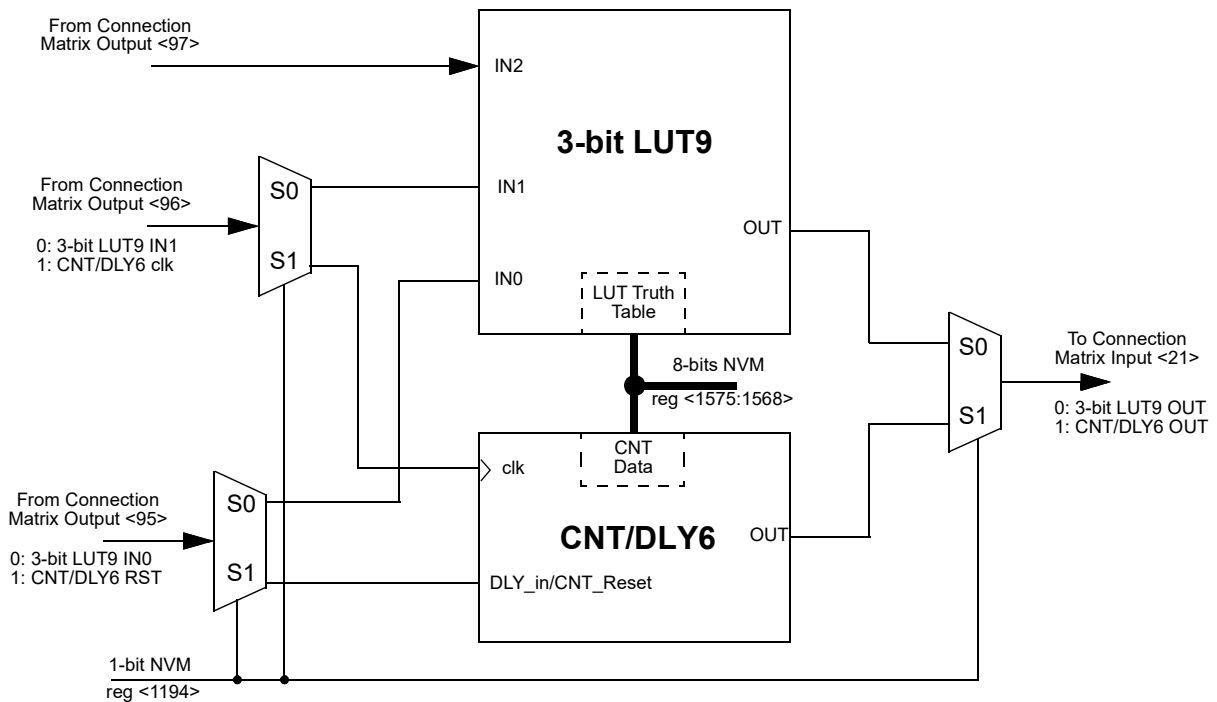 From Connection
Matrix Output <97>
IN2
3-bit LUT9
From Connection
Matrix Output <96>
S0
S1
0: 3-bit LUT9 IN1
1: CNT/DLY6 clk
IN1
IN0
OUT
LUT Truth
Table
8-bits NVM
reg <1575:1568>
S0
S1
To Connection
Matrix Input <21>
0: 3-bit LUT9 OUT
1: CNT/DLY6 OUT
CNT
Data
clk
CNT/DLY6
OUT
DLY_in/CNT_Reset
From Connection
Matrix Output <95>
S0
S1
0: 3-bit LUT9 IN0
1: CNT/DLY6 RST
1-bit NVM
reg <1194>